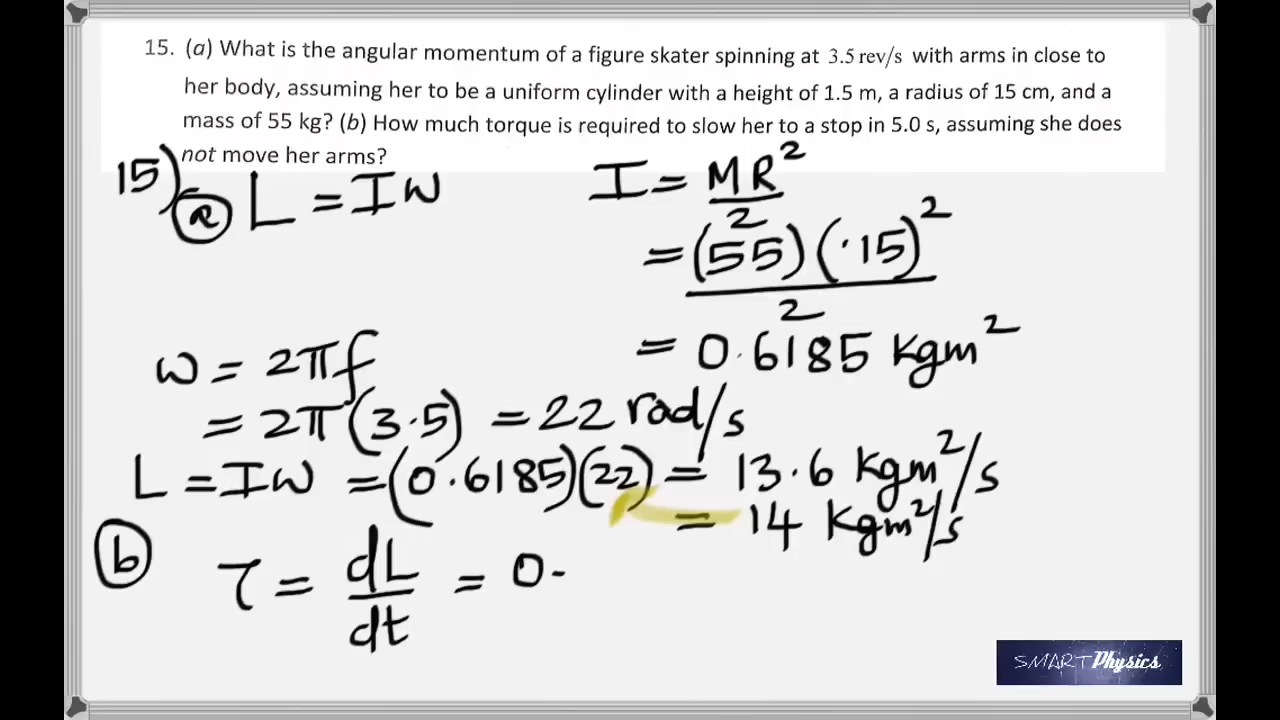 15. (a) What is the angular momentum of a figure skater spinning at 3.5 rev/s with arms in close to
her body, assuming her to be a uniform cylinder with a height of 1.5 m, a radius of 15 cm, and a
mass of 55 kg? (b) How much torque is required to slow her to a stop in 5.0 s, assuming she does
not move her arms?
15) (a) L = Iω
I = MR²/2
= (55)(.15)²/2
= 0.6185 Kgm²
ω = 2πf
= 2π(3.5) = 22 rad/s
L = Iω = (0.6185)(22) = 13.6 Kgm²/s
= 14 Kgm²/s
(b) τ = dL/dt = 0-
SMART Physics